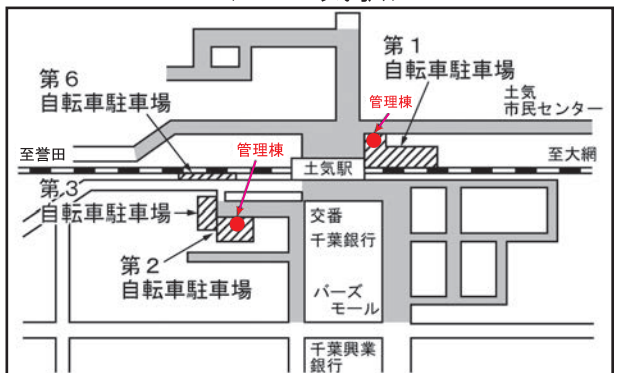 第1
自転車駐車場
第6
自転車駐車場
土気
市民センター
管理棟
至誉田
管理棟
土気駅
至大網
第3
自転車駐車場
交番
千葉銀行
第2
自転車駐車場
バーズ
モール
千葉興業
銀行